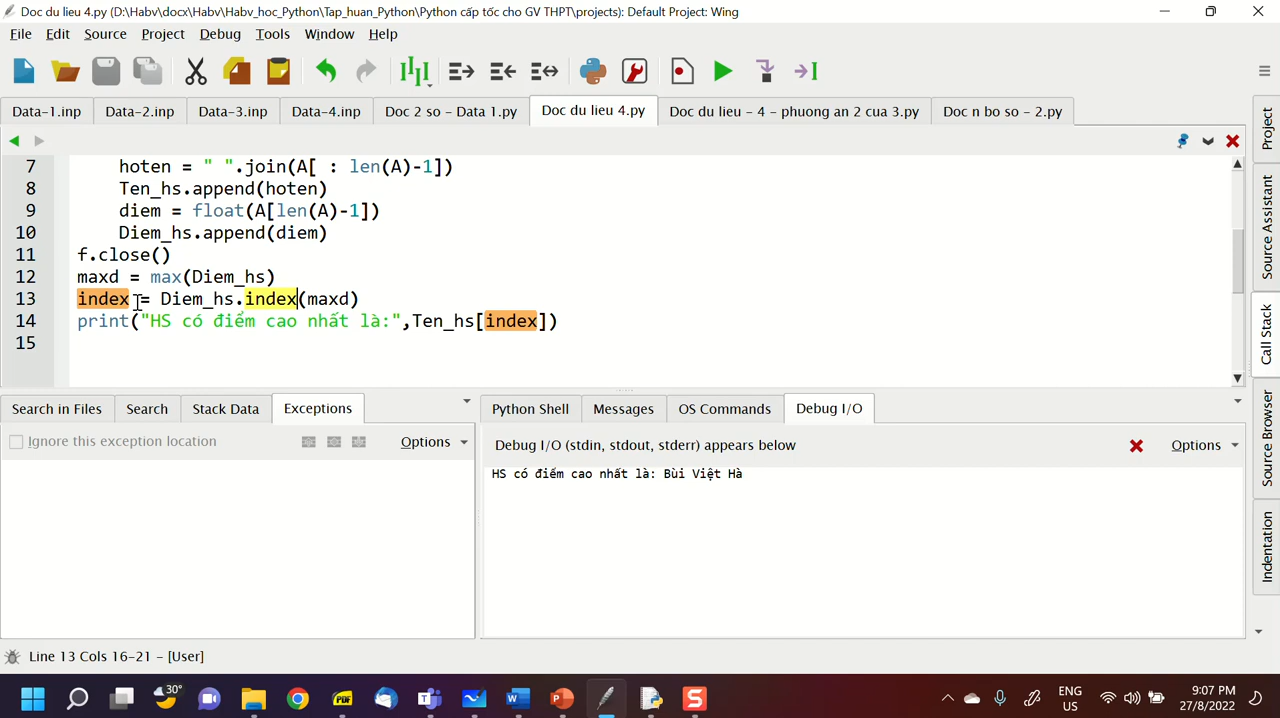 Doc du lieu 4.py (D:\Habv\docx\Habv\Habv_hoc_Python\Tap_huan_Python\Python cấp tốc cho GV THPT\projects): Default Project: Wing
File Edit Source Project Debug Tools Window Help
Data-1.inp Data-2.inp Data-3.inp Data-4.inp Doc 2 so - Data 1.py Doc du lieu 4.py Doc du lieu - 4 - phuong an 2 cua 3.py Doc n bo so - 2.py
7 hoten = " ".join(A[ : len(A)-1])
8 Ten_hs.append(hoten)
9 diem = float(A[len(A)-1])
10 Diem_hs.append(diem)
11 f.close()
12 maxd = max(Diem_hs)
13 index = Diem_hs.index(maxd)
14 print("HS có điểm cao nhất là:",Ten_hs[index])
15
Project
Source Assistant
Call Stack
Source Browser
Indentation
Search in Files Search Stack Data Exceptions
Ignore this exception location Options
Python Shell Messages OS Commands Debug I/O
Debug I/O (stdin, stdout, stderr) appears below Options
HS có điểm cao nhất là: Bùi Việt Hà
Line 13 Cols 16-21 - [User]
30°
PDF
ENG
US
9:07 PM
27/8/2022